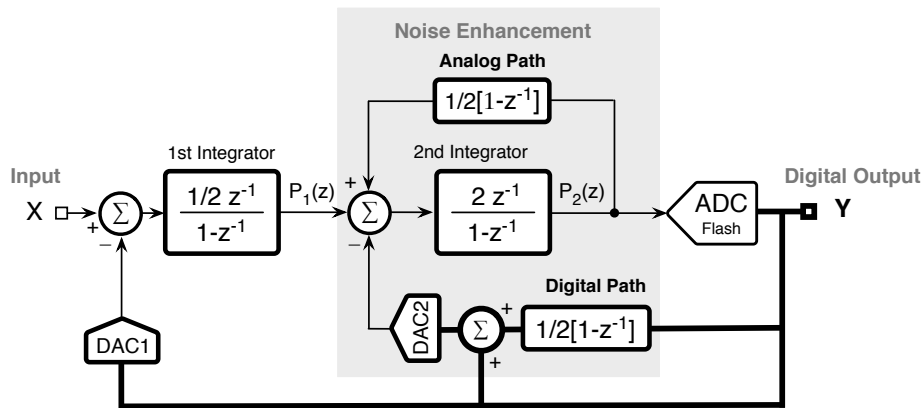 Noise Enhancement
Analog Path
1/2[1-z⁻¹]
1st Integrator
2nd Integrator
Input
X
+
Σ
−
1/2 z⁻¹
1-z⁻¹
P₁(z)
+
Σ
−
2 z⁻¹
1-z⁻¹
P₂(z)
ADC
Flash
Digital Output
Y
Digital Path
DAC1
DAC2
Σ
+
+
1/2[1-z⁻¹]